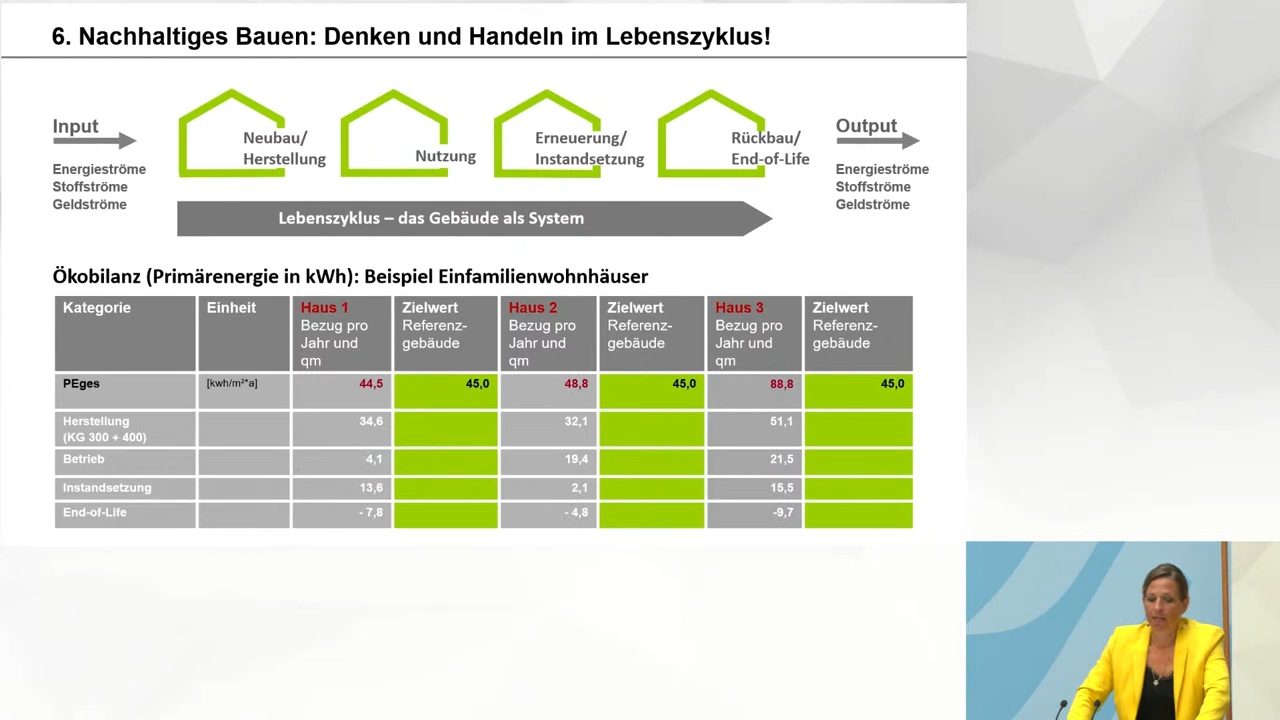 6. Nachhaltiges Bauen: Denken und Handeln im Lebenszyklus!
Input
Energieströme
Stoffströme
Geldströme
Neubau/
Herstellung
Nutzung
Erneuerung/
Instandsetzung
Rückbau/
End-of-Life
Output
Energieströme
Stoffströme
Geldströme
Lebenszyklus – das Gebäude als System
Ökobilanz (Primärenergie in kWh): Beispiel Einfamilienwohnhäuser
Kategorie
Einheit
Haus 1
Bezug pro
Jahr und
qm
Zielwert
Referenz-
gebäude
Haus 2
Bezug pro
Jahr und
qm
Zielwert
Referenz-
gebäude
Haus 3
Bezug pro
Jahr und
qm
Zielwert
Referenz-
gebäude
PEges [kwh/m²*a] 44,5 45,0 48,8 45,0 88,8 45,0
Herstellung
(KG 300 + 400)
34,6 32,1 51,1
Betrieb 4,1 19,4 21,5
Instandsetzung 13,6 2,1 15,5
End-of-Life - 7,8 - 4,8 -9,7